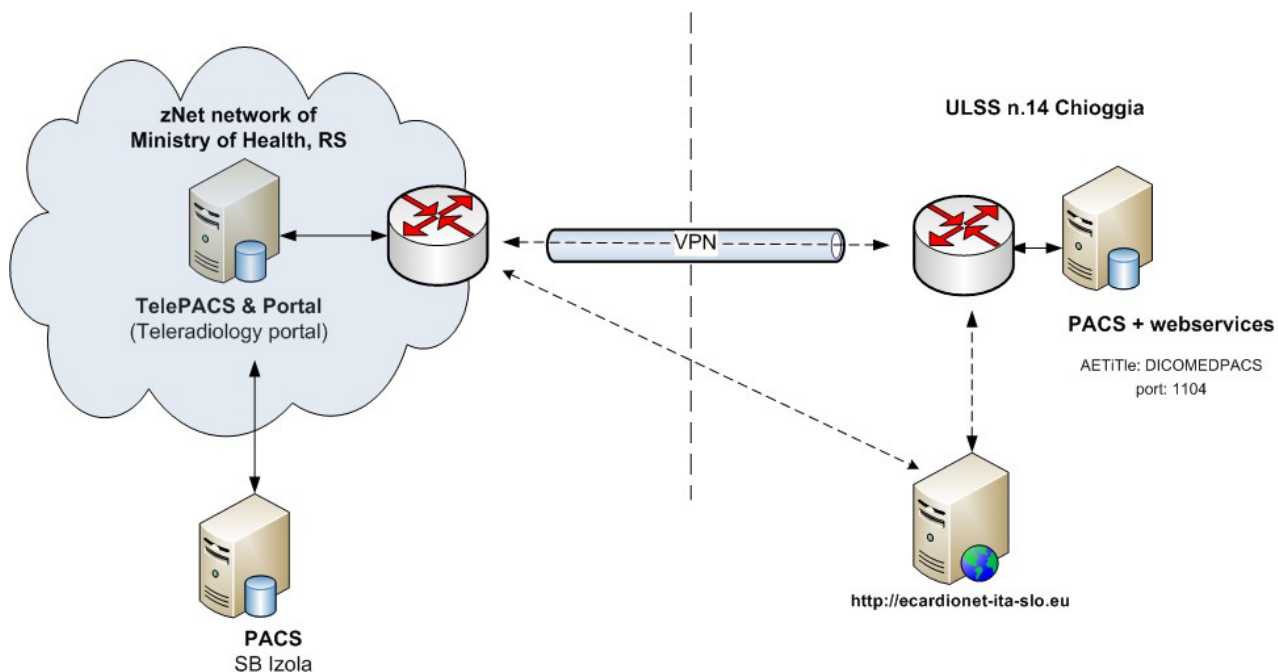 zNet network of
Ministry of Health, RS
TelePACS & Portal
(Teleradiology portal)
PACS
SB Izola
VPN
ULSS n.14 Chioggia
PACS + webservices
AETiTle: DICOMEDPACS
port: 1104
http://ecardionet-ita-slo.eu